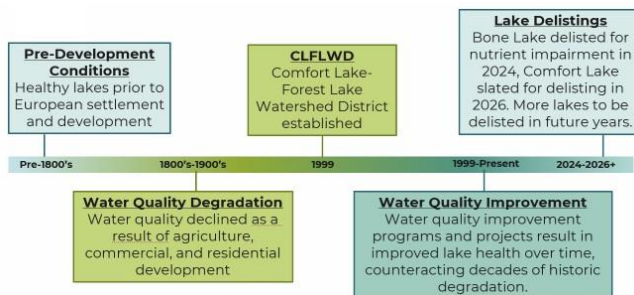 Pre-Development
Conditions
Healthy lakes prior to
European settlement
and development
CLFLWD
Comfort Lake-
Forest Lake
Watershed District
established
Lake Delistings
Bone Lake delisted for
nutrient impairment in
2024, Comfort Lake
slated for delisting in
2026. More lakes to be
delisted in future years.
Pre-1800's
1800's-1900's
1999
1999-Present
2024-2026+
Water Quality Degradation
Water quality declined as a
result of agriculture,
commercial, and residential
development
Water Quality Improvement
Water quality improvement
programs and projects result in
improved lake health over time,
counteracting decades of historic
degradation.